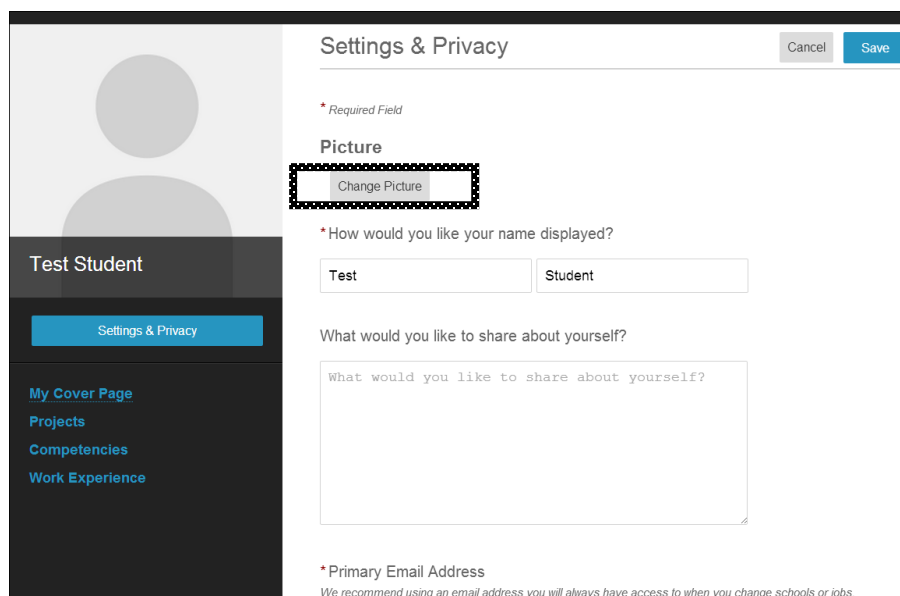 Settings & Privacy
Cancel
Save
* Required Field
Picture
Change Picture
* How would you like your name displayed?
Test
Student
What would you like to share about yourself?
What would you like to share about yourself?
* Primary Email Address
We recommend using an email address you will always have access to when you change schools or jobs
Test Student
Settings & Privacy
My Cover Page
Projects
Competencies
Work Experience